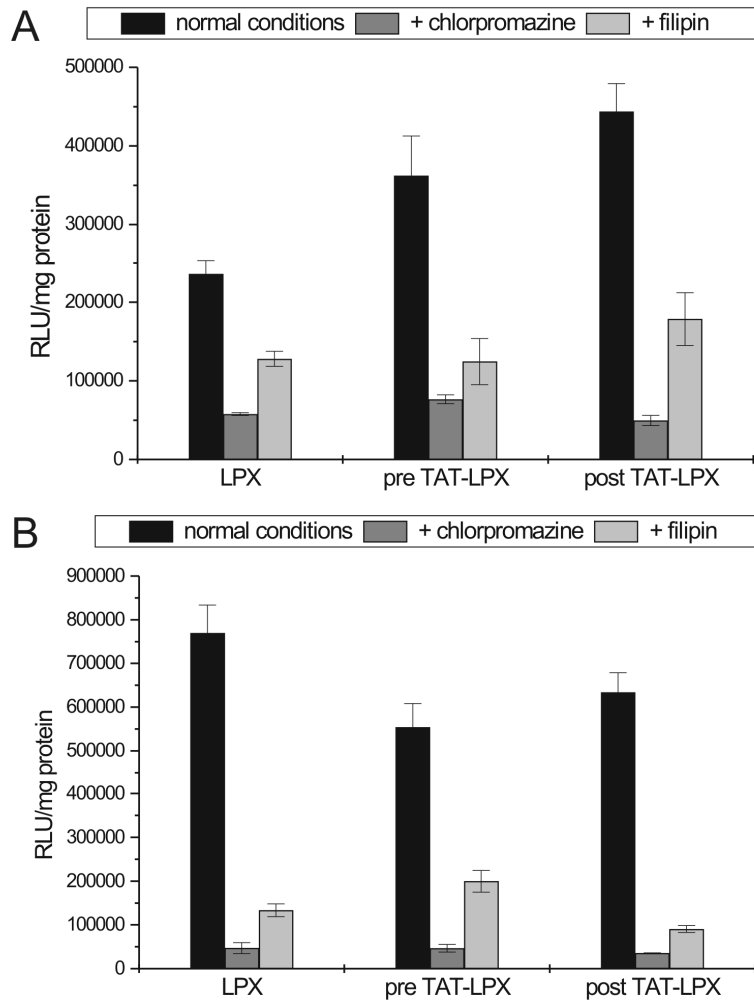 A
normal conditions + chlorpromazine + filipin
500000
400000
300000
200000
100000
0
RLU/mg protein
LPX pre TAT-LPX post TAT-LPX
B
normal conditions + chlorpromazine + filipin
900000
800000
700000
600000
500000
400000
300000
200000
100000
0
RLU/mg protein
LPX pre TAT-LPX post TAT-LPX